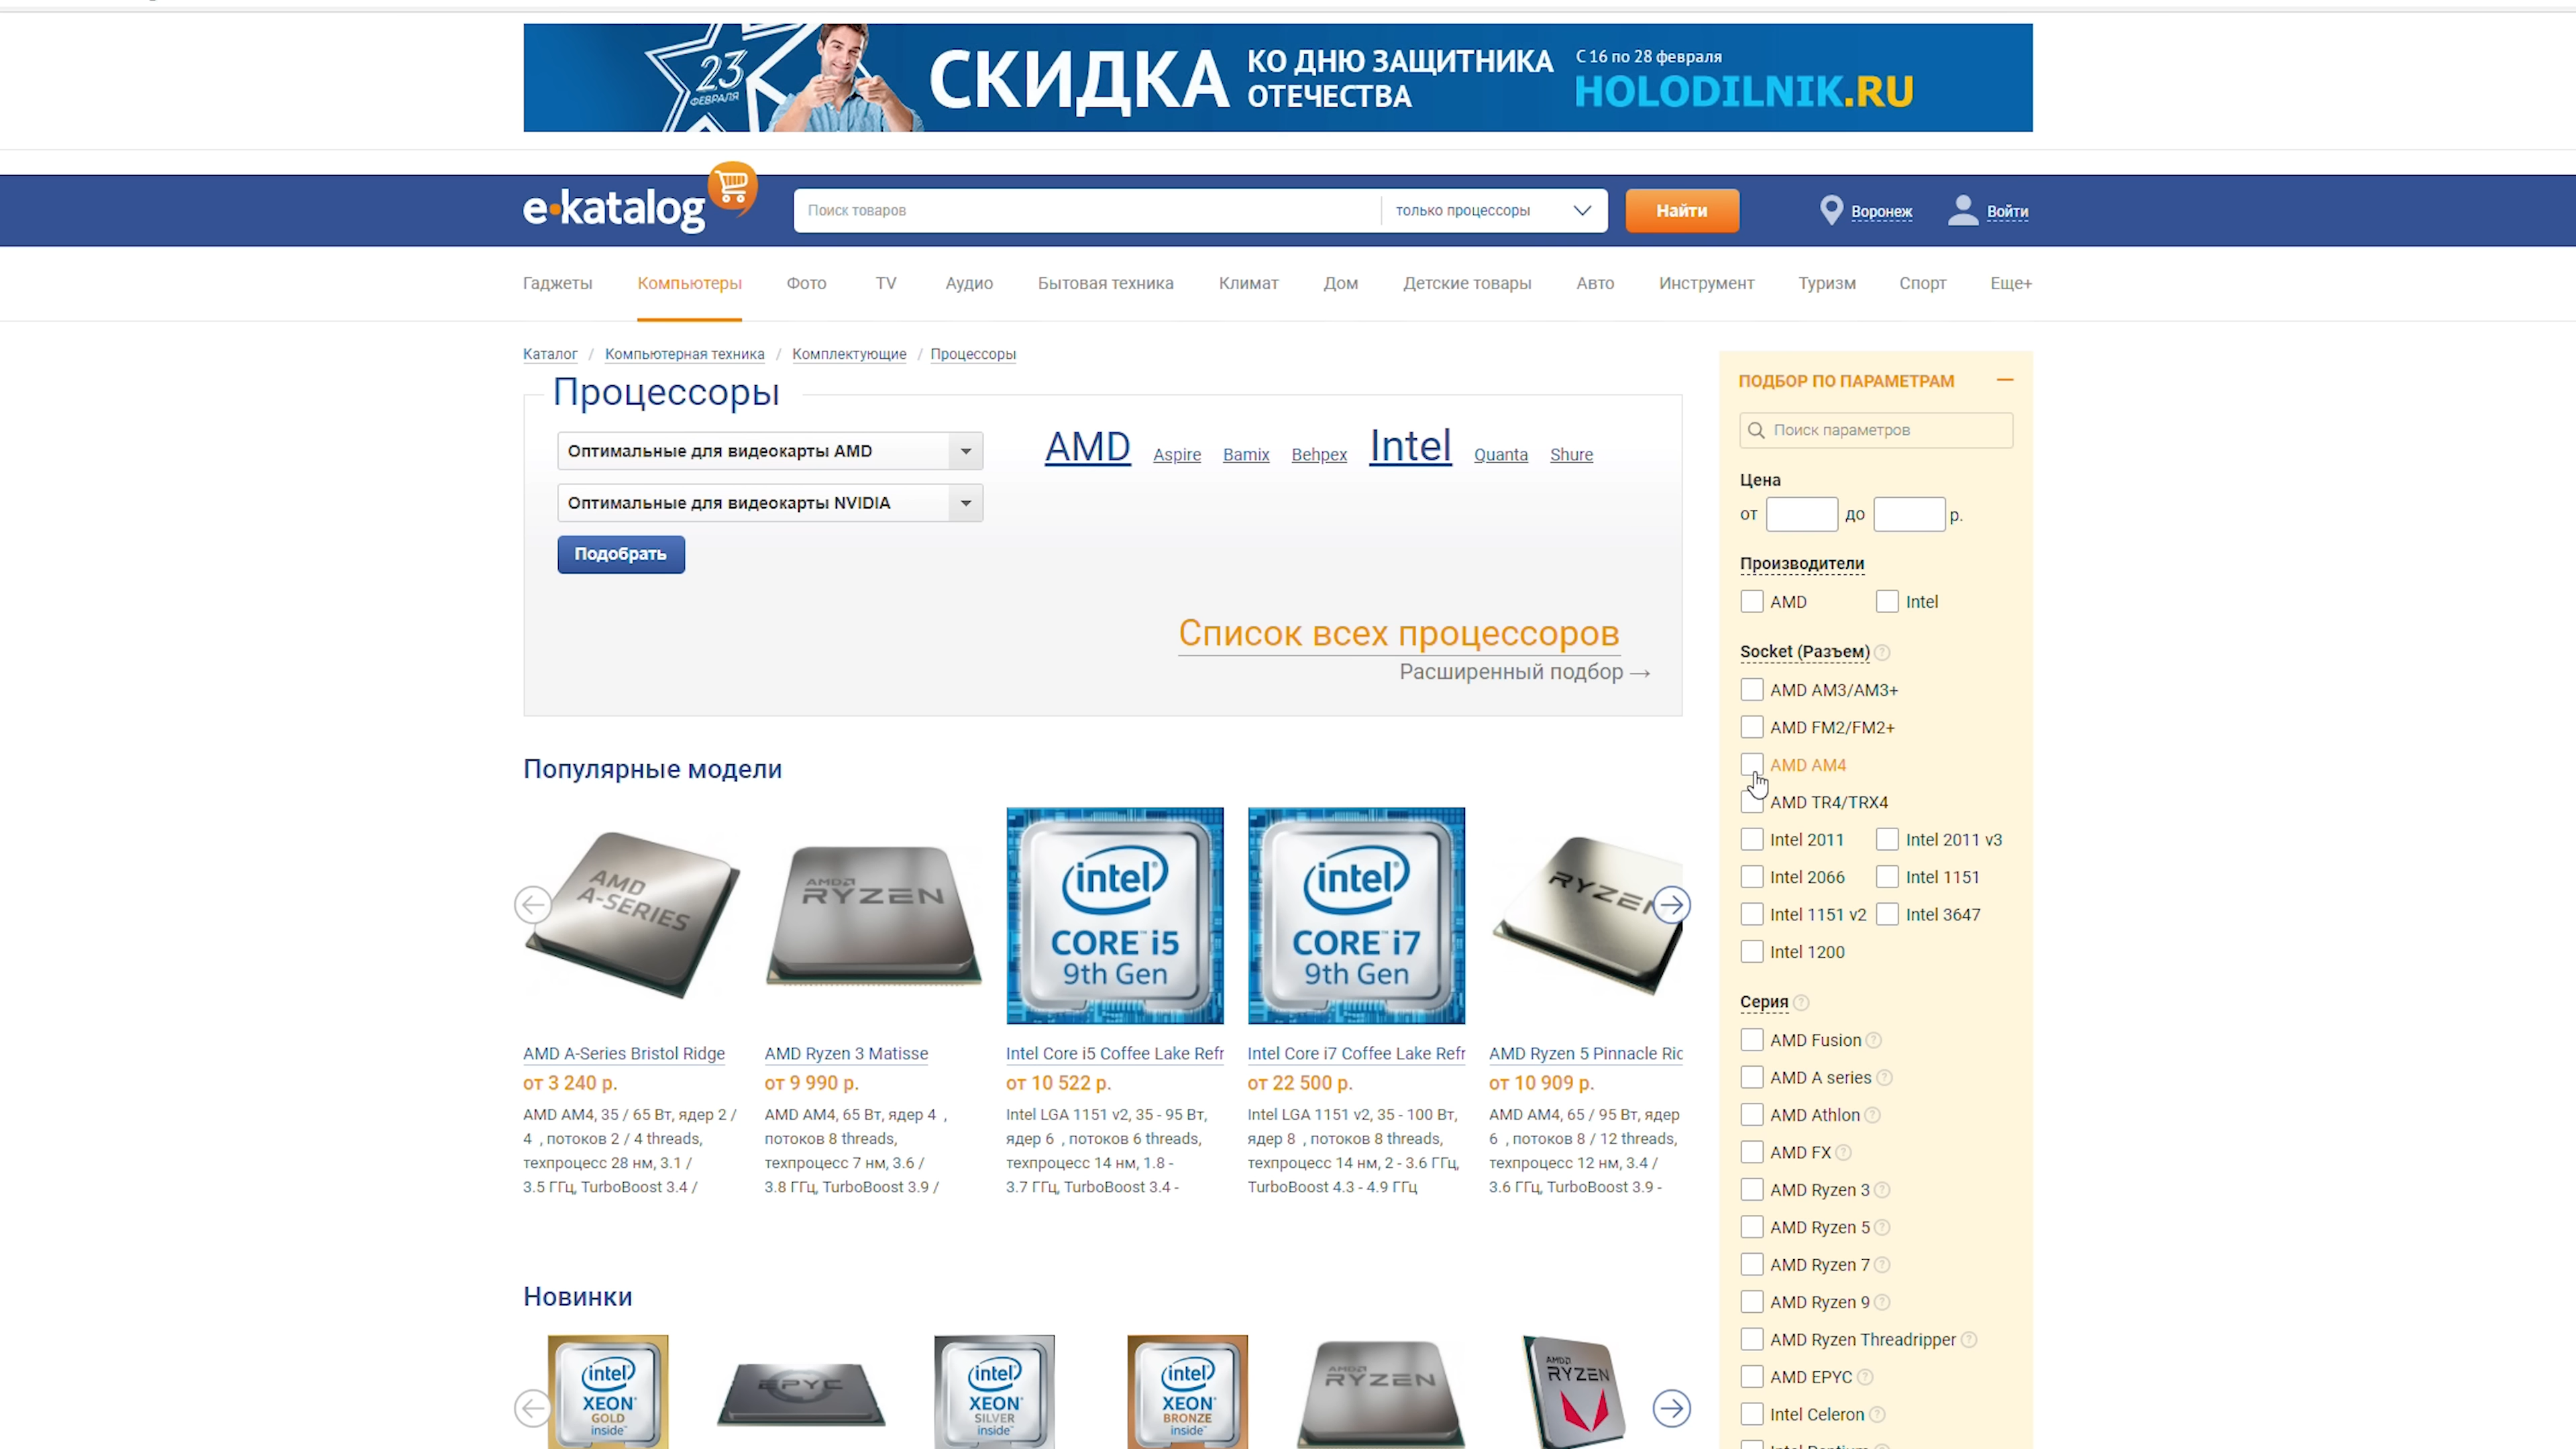 23
ФЕВРАЛЯ
СКИДКА
КО ДНЮ ЗАЩИТНИКА
ОТЕЧЕСТВА
С 16 по 28 февраля
HOLODILNIK.RU
e•katalog
Поиск товаров
только процессоры
Найти
Воронеж
Войти
Гаджеты Компьютеры Фото TV Аудио Бытовая техника Климат Дом Детские товары Авто Инструмент Туризм Спорт Еще+
Каталог / Компьютерная техника / Комплектующие / Процессоры
Процессоры
Оптимальные для видеокарты AMD
Оптимальные для видеокарты NVIDIA
Подобрать
AMD Aspire Bamix Behpex Intel Quanta Shure
Список всех процессоров
Расширенный подбор →
Популярные модели
AMD
A-SERIES
AMD
RYZEN
intel
CORE™ i5
9th Gen
intel
CORE™ i7
9th Gen
RYZEN
AMD A-Series Bristol Ridge
от 3 240 р.
AMD AM4, 35 / 65 Вт, ядер 2 /
4 , потоков 2 / 4 threads,
техпроцесс 28 нм, 3.1 /
3.5 ГГц, TurboBoost 3.4 /
AMD Ryzen 3 Matisse
от 9 990 р.
AMD AM4, 65 Вт, ядер 4 ,
потоков 8 threads,
техпроцесс 7 нм, 3.6 /
3.8 ГГц, TurboBoost 3.9 /
Intel Core i5 Coffee Lake Refr
от 10 522 р.
Intel LGA 1151 v2, 35 - 95 Вт,
ядер 6 , потоков 6 threads,
техпроцесс 14 нм, 1.8 -
3.7 ГГц, TurboBoost 3.4 -
Intel Core i7 Coffee Lake Refr
от 22 500 р.
Intel LGA 1151 v2, 35 - 100 Вт,
ядер 8 , потоков 8 threads,
техпроцесс 14 нм, 2 - 3.6 ГГц,
TurboBoost 4.3 - 4.9 ГГц
AMD Ryzen 5 Pinnacle Ric
от 10 909 р.
AMD AM4, 65 / 95 Вт, ядер
6 , потоков 8 / 12 threads,
техпроцесс 12 нм, 3.4 /
3.6 ГГц, TurboBoost 3.9 -
Новинки
intel
XEON
GOLD
inside™
EPYC
intel
XEON
SILVER
inside™
intel
XEON
BRONZE
inside™
AMD
RYZEN
AMD
RYZEN
ПОДБОР ПО ПАРАМЕТРАМ
Поиск параметров
Цена
от до р.
Производители
AMD Intel
Socket (Разъем) ?
AMD AM3/AM3+
AMD FM2/FM2+
AMD AM4
AMD TR4/TRX4
Intel 2011 Intel 2011 v3
Intel 2066 Intel 1151
Intel 1151 v2 Intel 3647
Intel 1200
Серия ?
AMD Fusion ?
AMD A series ?
AMD Athlon ?
AMD FX ?
AMD Ryzen 3 ?
AMD Ryzen 5 ?
AMD Ryzen 7 ?
AMD Ryzen 9 ?
AMD Ryzen Threadripper ?
AMD EPYC ?
Intel Celeron ?